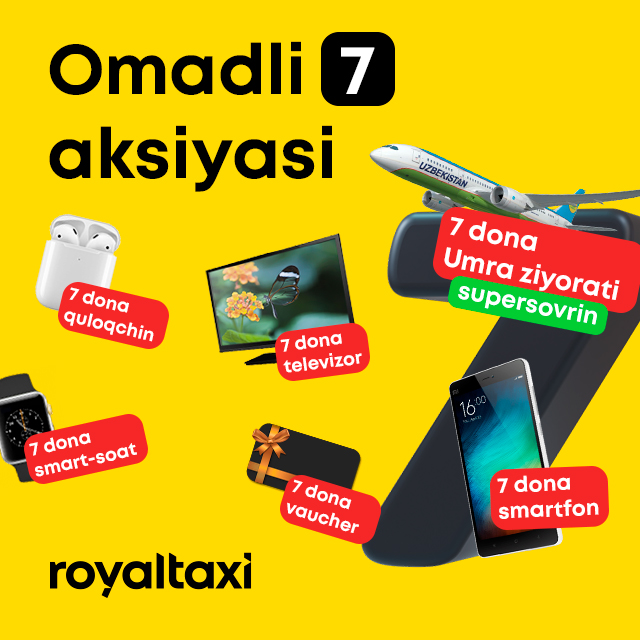 Omadli 7
aksiyasi
UZBEKISTAN
7 dona
Umra ziyorati
supersovrin
7 dona
quloqchin
7 dona
televizor
7 dona
smart-soat
7 dona
vaucher
16:00
7 dona
smartfon
royaltaxi